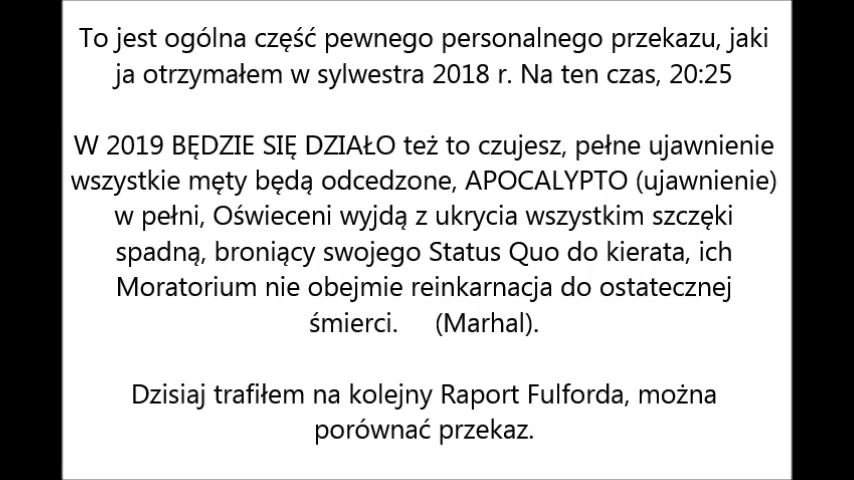 To jest ogólna część pewnego personalnego przekazu, jaki
ja otrzymałem w sylwestra 2018 r. Na ten czas, 20:25
W 2019 BĘDZIE SIĘ DZIAŁO też to czujesz, pełne ujawnienie
wszystkie męty będą odcedzone, APOCALYPTO (ujawnienie)
w pełni, Oświeceni wyjdą z ukrycia wszystkim szczęki
spadną, broniący swojego Status Quo do kierata, ich
Moratorium nie obejmie reinkarnacja do ostatecznej
śmierci. (Marhal).
Dzisiaj trafiłem na kolejny Raport Fulforda, można
porównać przekaz.